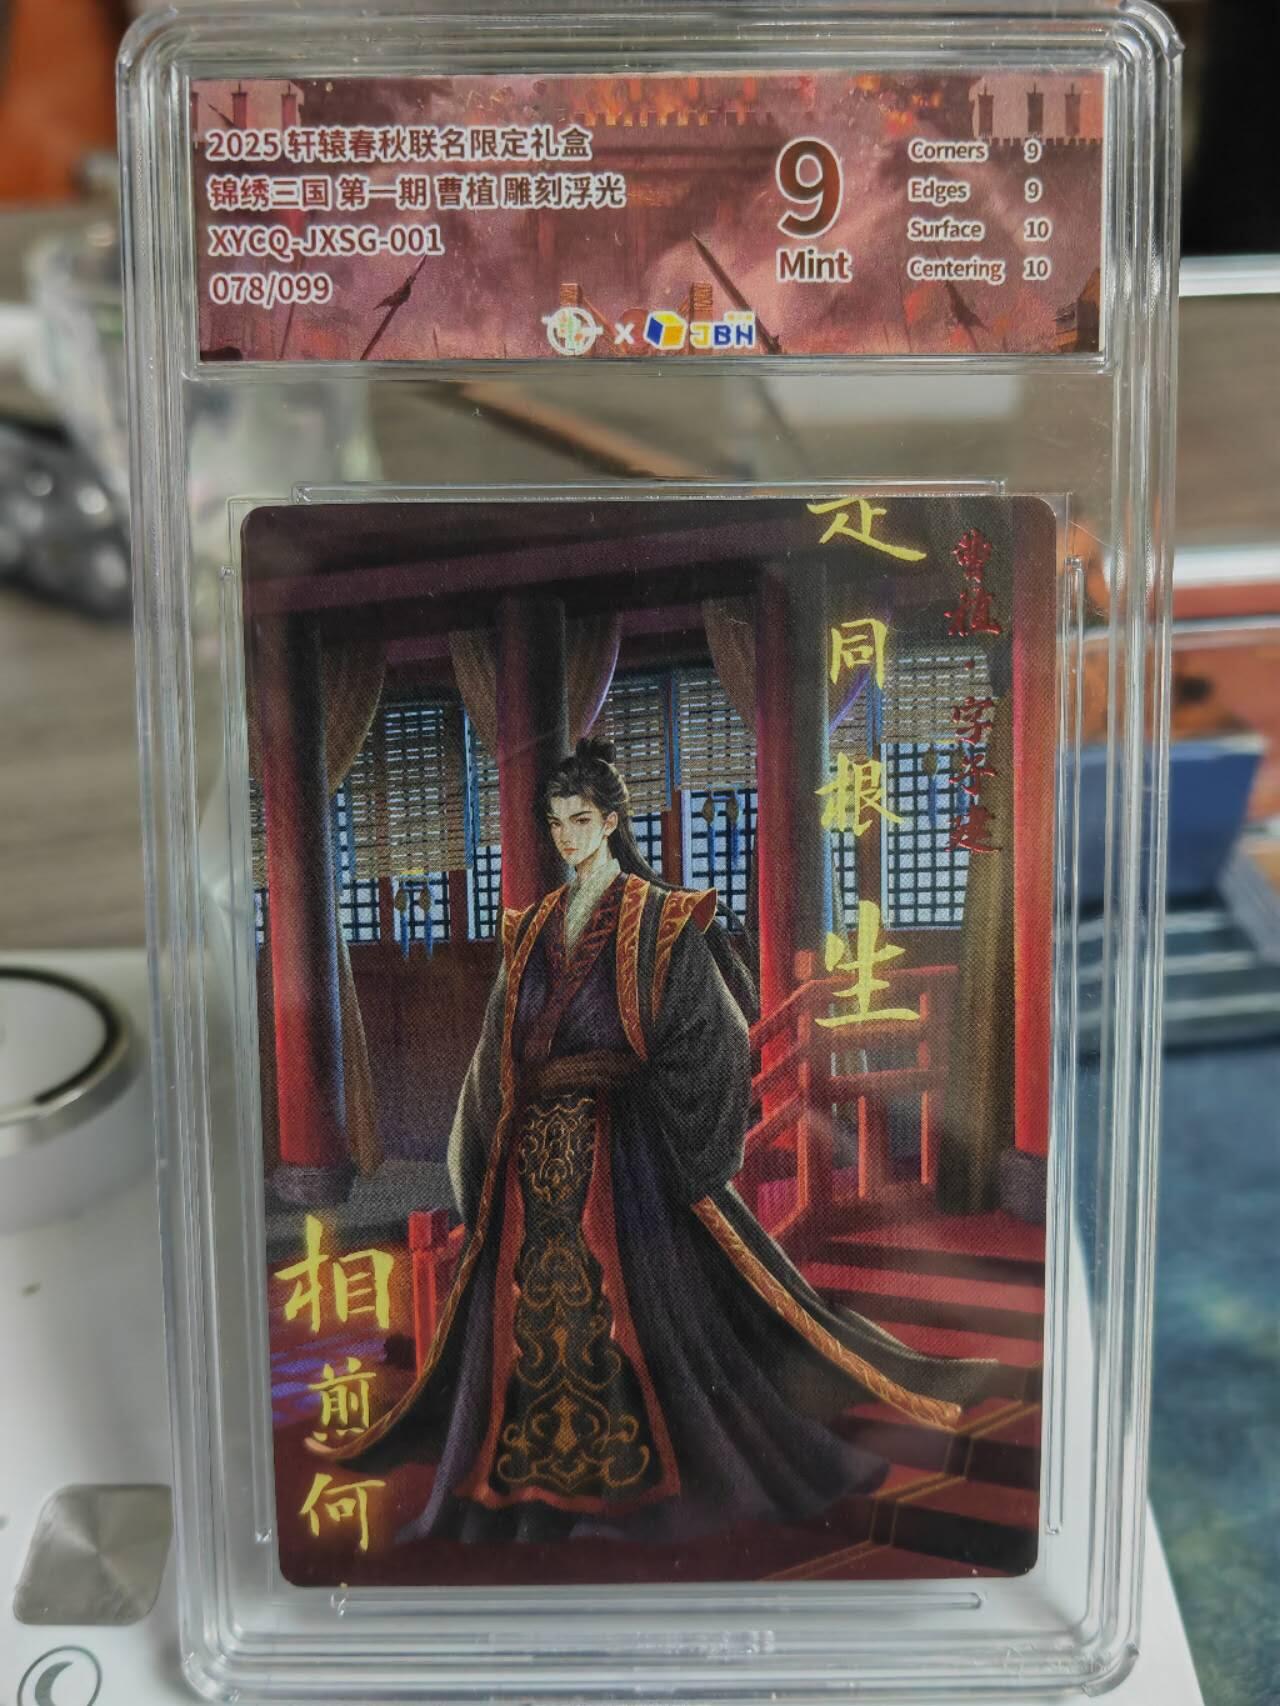 2025 轩辕春秋联名限定礼盒
锦绣三国 第一期 曹植 雕刻浮光
XYCQ-JXSG-001
078/099
9
Mint
Corners 9
Edges 9
Surface 10
Centering 10
X JBH
曹植·字子建
是同根生
相煎何